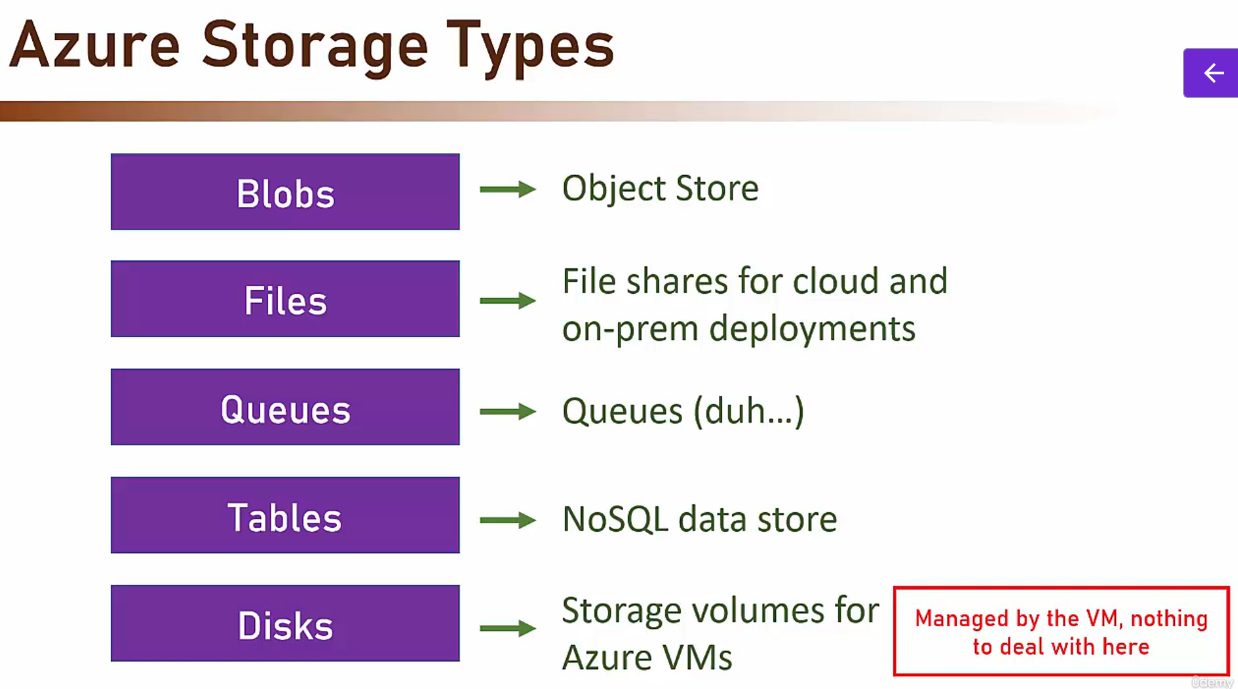 Azure Storage Types
Blobs
Object Store
Files
File shares for cloud and
on-prem deployments
Queues
Queues (duh...)
Tables
NoSQL data store
Disks
Storage volumes for
Azure VMs
Managed by the VM, nothing
to deal with here
ûdemy